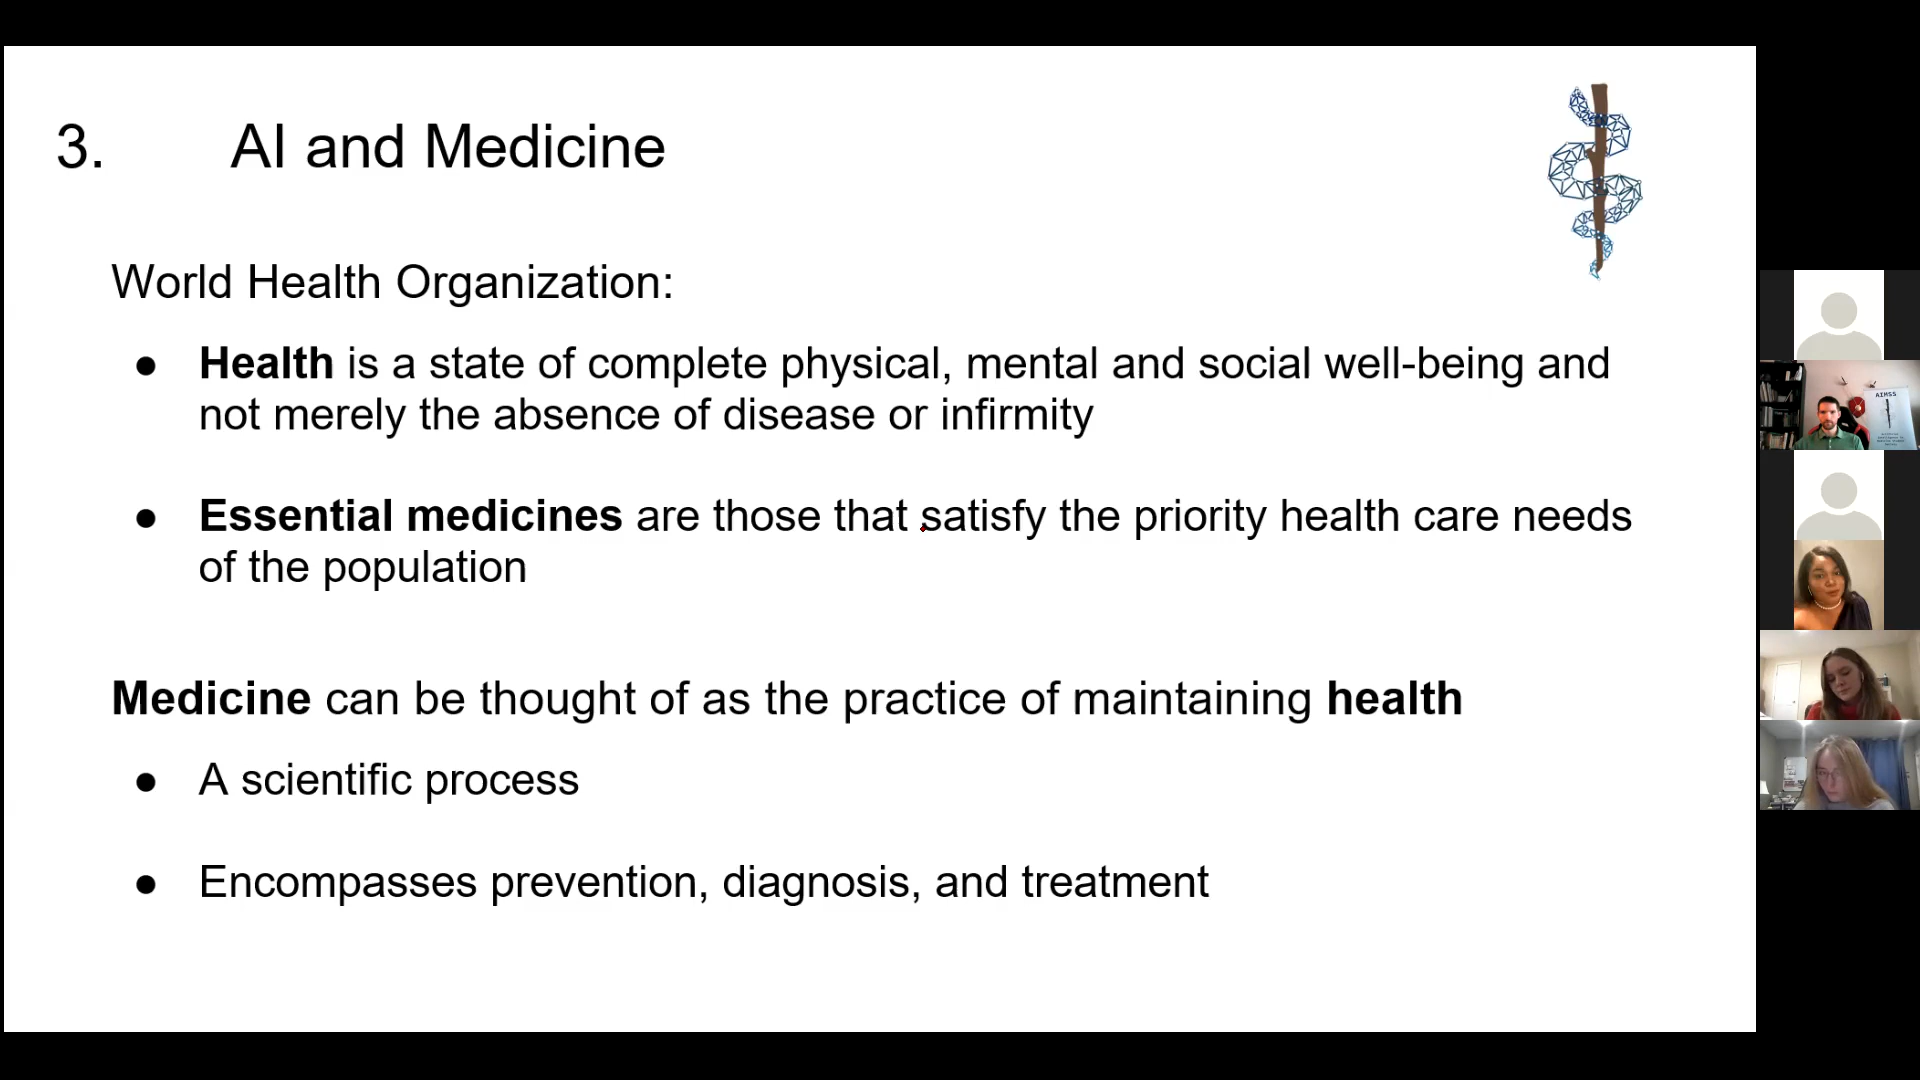 3. AI and Medicine
World Health Organization:
● Health is a state of complete physical, mental and social well-being and
not merely the absence of disease or infirmity
● Essential medicines are those that satisfy the priority health care needs
of the population
Medicine can be thought of as the practice of maintaining health
● A scientific process
● Encompasses prevention, diagnosis, and treatment
AIMSS